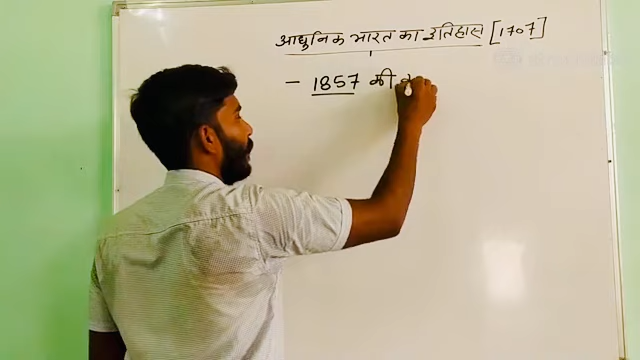 आधुनिक भारत का इतिहास [1707]
- 1857 की